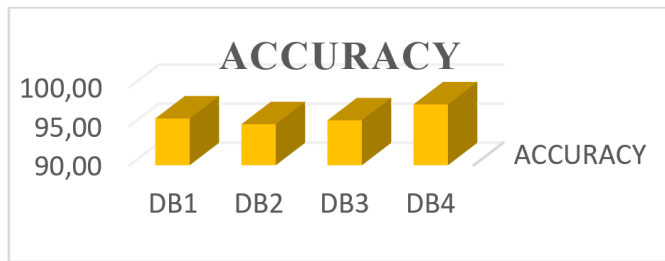 ACCURACY
100,00
95,00
90,00
DB1 DB2 DB3 DB4
ACCURACY